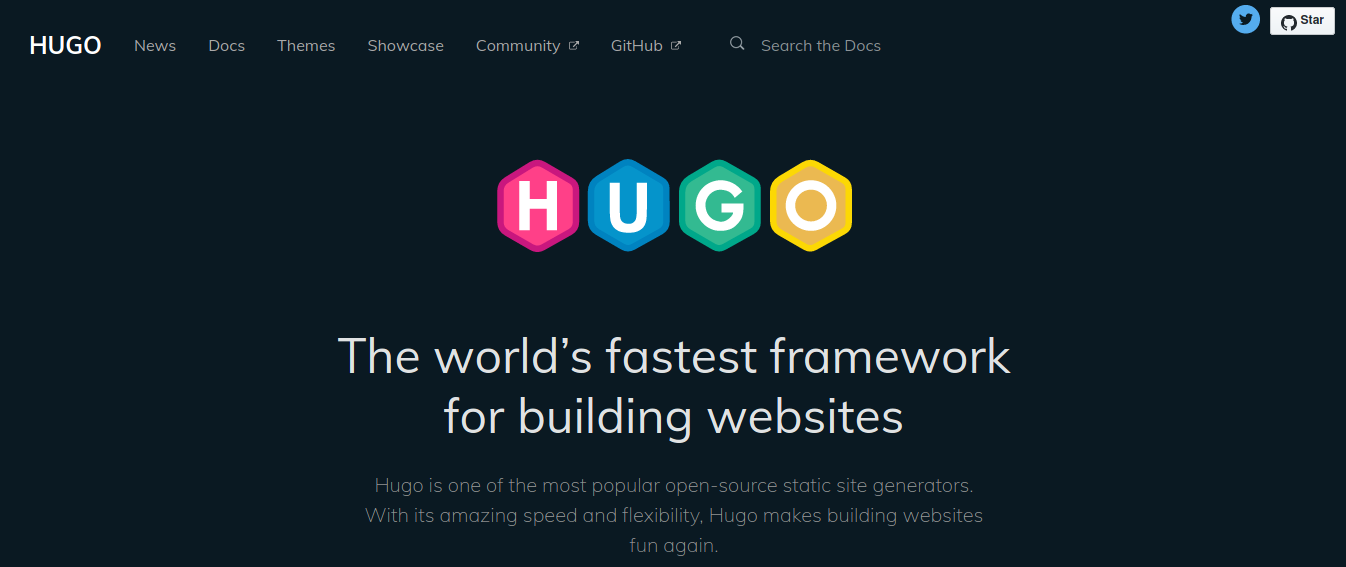 HUGO News Docs Themes Showcase Community GitHub Search the Docs Star
HUGO
The world’s fastest framework
for building websites
Hugo is one of the most popular open-source static site generators.
With its amazing speed and flexibility, Hugo makes building websites
fun again.